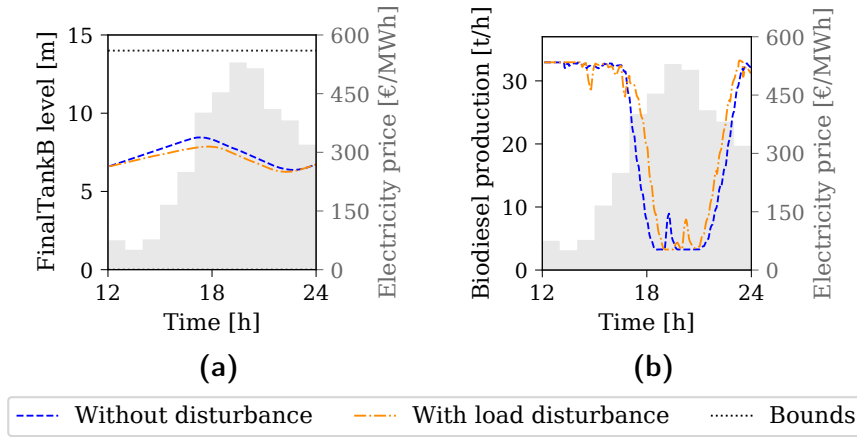 FinalTankB level [m]
15
10
5
0
12
18
24
Time [h]
600
450
300
150
0
Electricity price [€/MWh]
(a)
Biodiesel production [t/h]
30
20
10
0
12
16
20
24
Time [h]
600
450
300
150
0
Electricity price [€/MWh]
(b)
Without disturbance
With load disturbance
Bounds